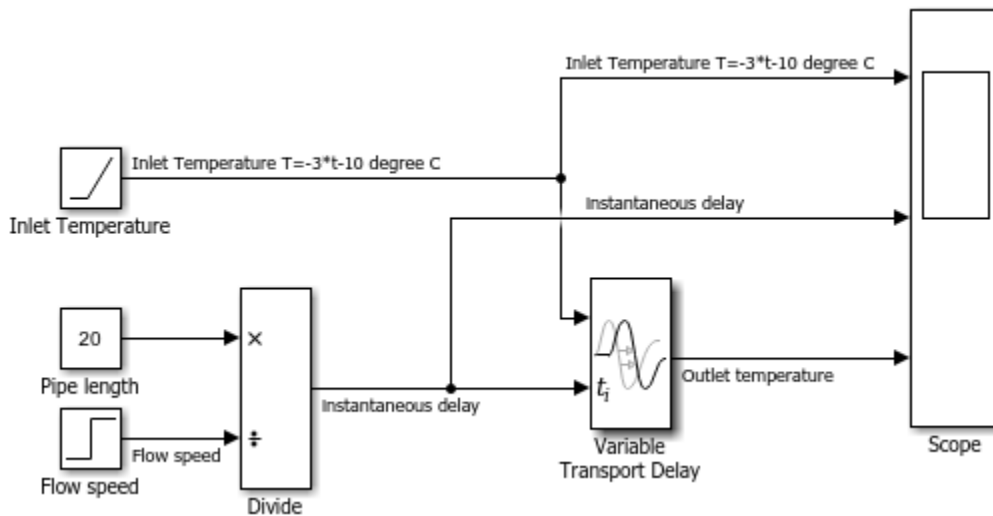 Inlet Temperature T=-3*t-10 degree C
Inlet Temperature T=-3*t-10 degree C
Inlet Temperature
Instantaneous delay
20
Pipe length
×
÷
Flow speed
Flow speed
Divide
Instantaneous delay
ti
Variable
Transport Delay
Outlet temperature
Scope